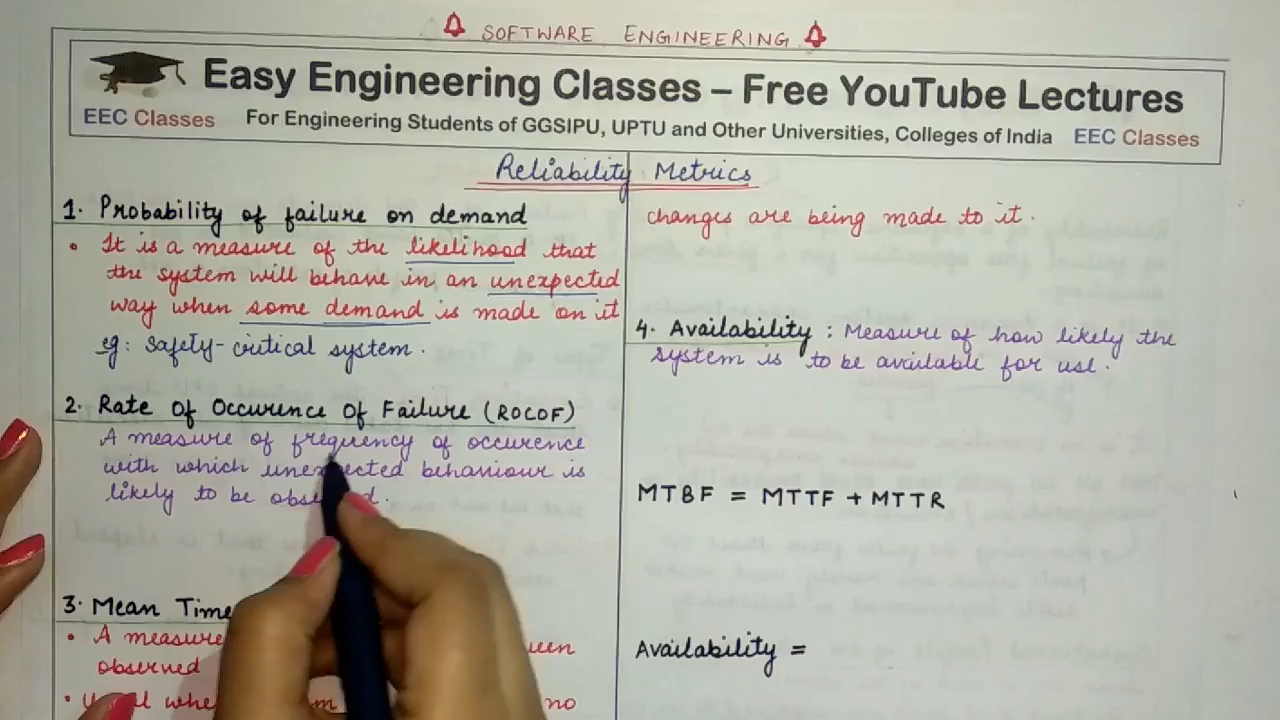 SOFTWARE ENGINEERING
Easy Engineering Classes – Free YouTube Lectures
EEC Classes For Engineering Students of GGSIPU, UPTU and Other Universities, Colleges of India EEC Classes
Reliability Metrics
1. Probability of failure on demand
• It is a measure of the likelihood that
the system will behave in an unexpected
way when some demand is made on it
eg: safety-critical system.
2. Rate of Occurence Of Failure (ROCOF)
A measure of frequency of occurence
with which unexpected behaviour is
likely to be
3. Mean Time
• A measure
observed
•
no
changes are being made to it.
4. Availability : Measure of how likely the
system is to be available for use.
MTBF = MTTF + MTTR
Availability =